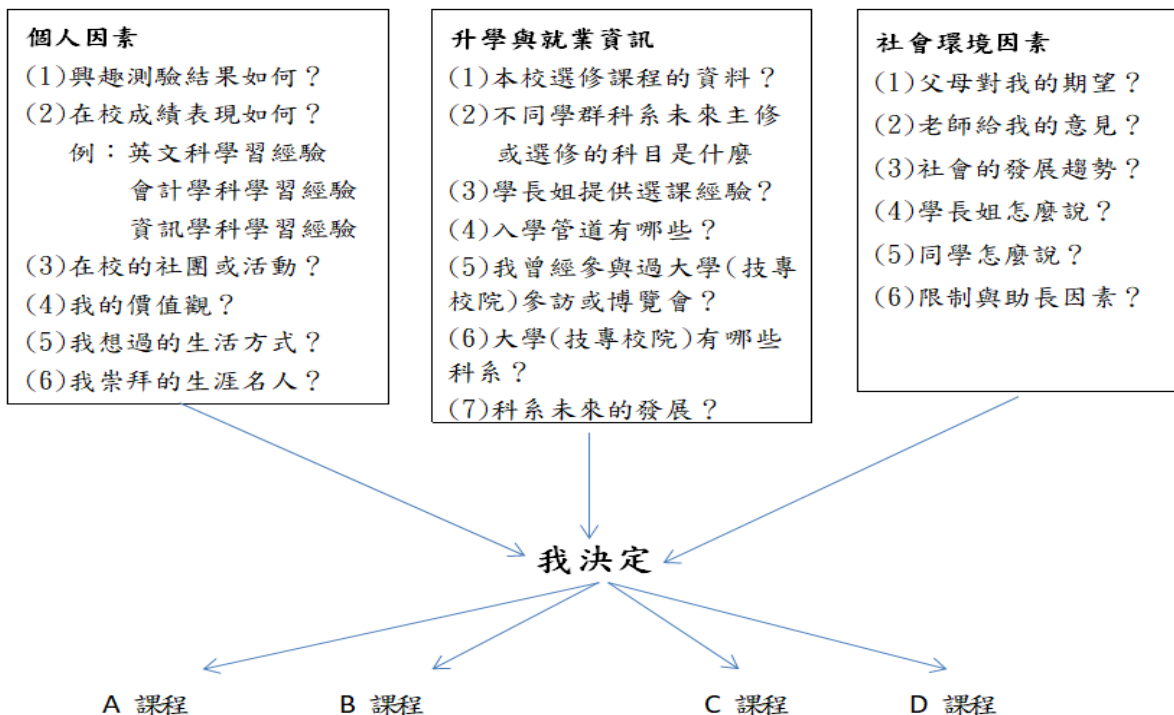 個人因素
(1)興趣測驗結果如何？
(2)在校成績表現如何？
例：英文科學習經驗
會計學科學習經驗
資訊學科學習經驗
(3)在校的社團或活動？
(4)我的價值觀？
(5)我想過的生活方式？
(6)我崇拜的生涯名人？
升學與就業資訊
(1)本校選修課程的資料？
(2)不同學群科系未來主修
或選修的科目是什麼
(3)學長姐提供選課經驗？
(4)入學管道有哪些？
(5)我曾經參與過大學(技專
校院)參訪或博覽會？
(6)大學(技專校院)有哪些
科系？
(7)科系未來的發展？
社會環境因素
(1)父母對我的期望？
(2)老師給我的意見？
(3)社會的發展趨勢？
(4)學長姐怎麼說？
(5)同學怎麼說？
(6)限制與助長因素？
我決定
A 課程
B 課程
C 課程
D 課程